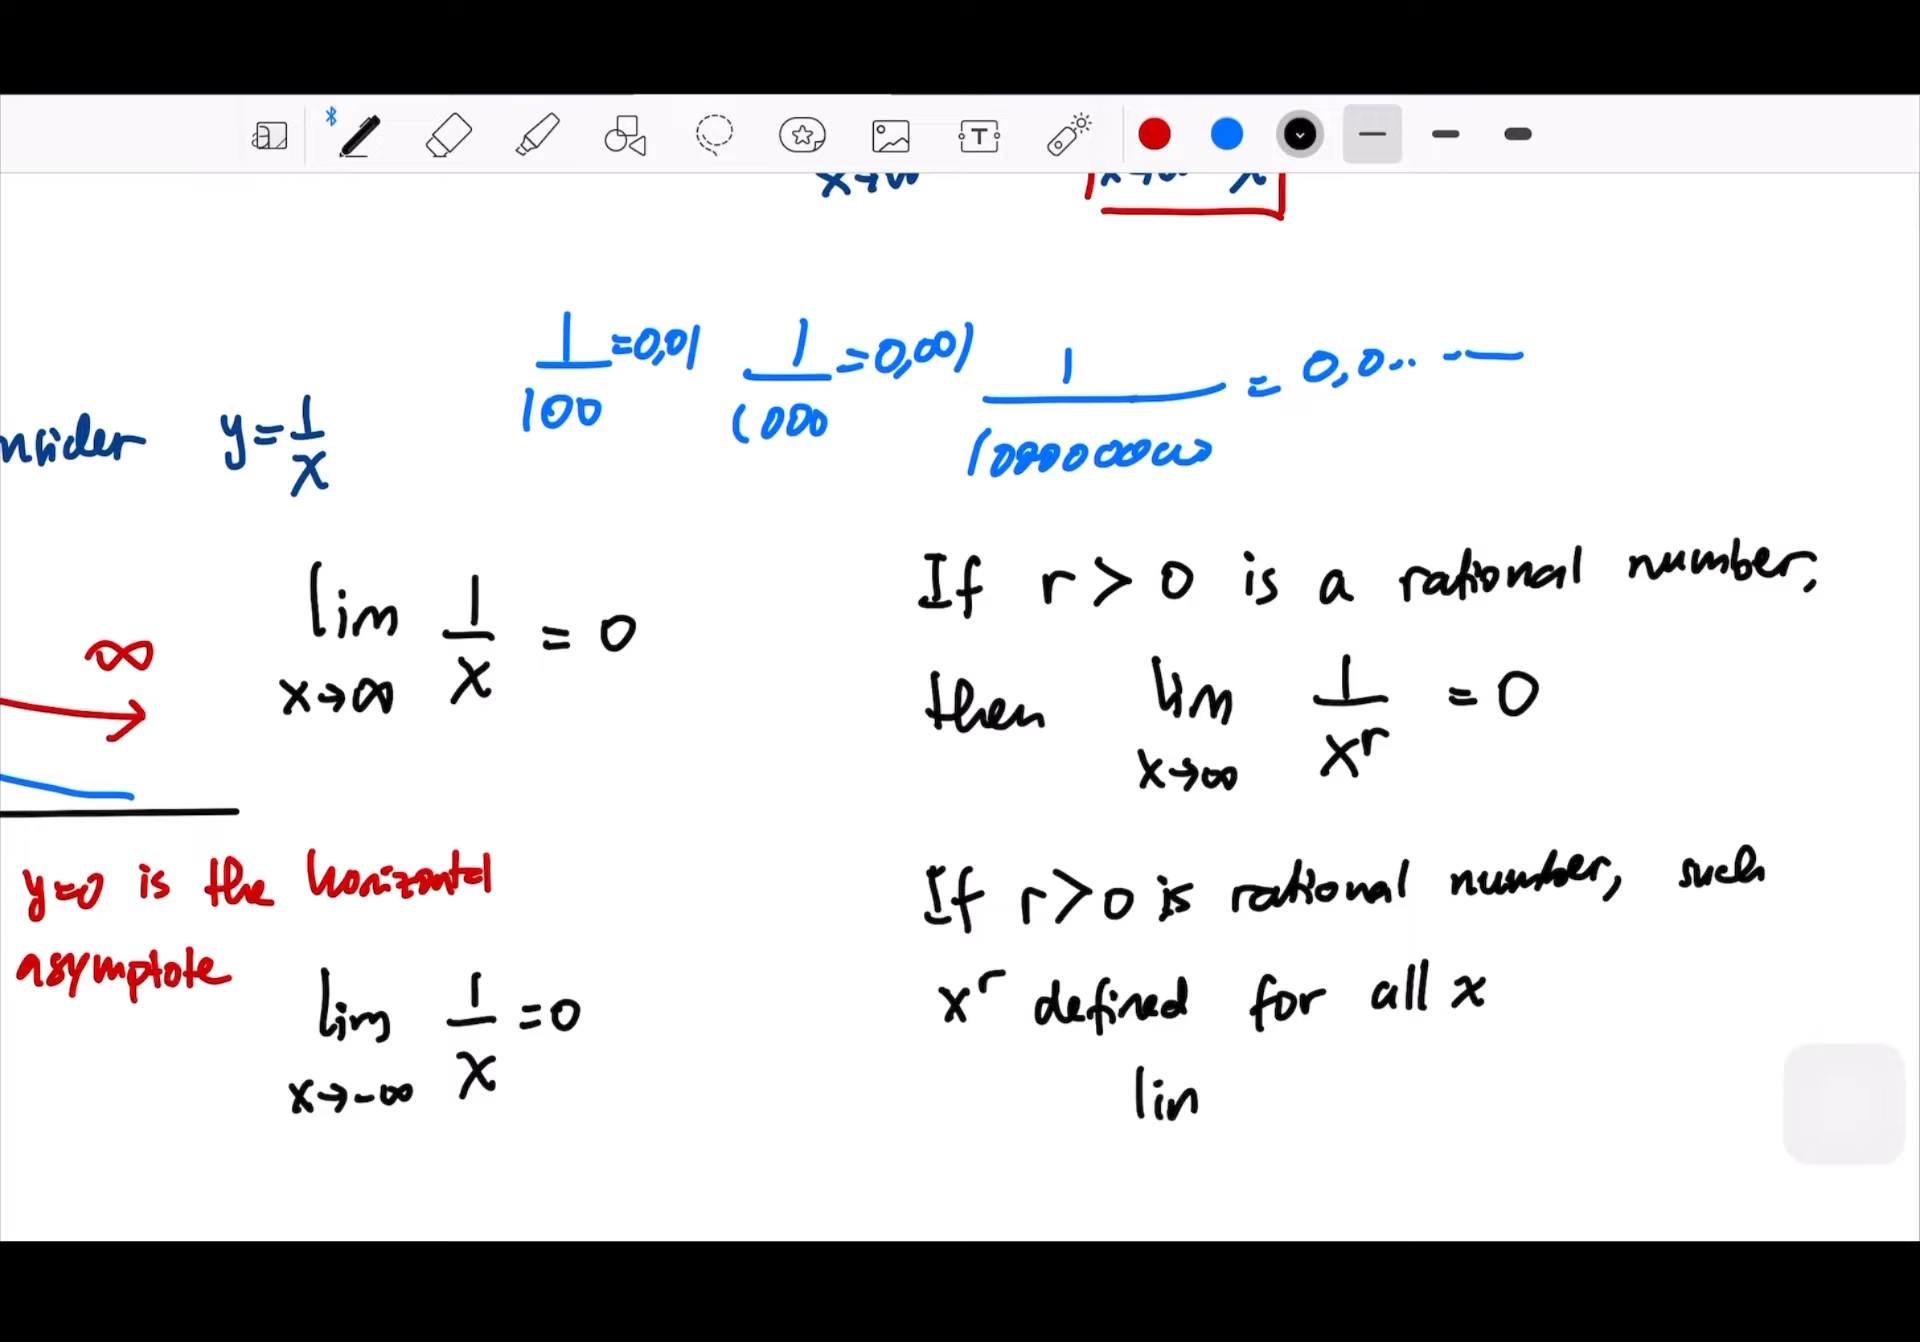 x→∞ x→∞ x
1/100 =0,01 1/1000 =0,001 1/1000000000 = 0,0.. -—
nsider y=1/x
lim x→∞ 1/x = 0
∞
y=0 is the horizontal
asymptote
lim x→-∞ 1/x =0
If r > 0 is a rational number,
then lim x→∞ 1/x^r = 0
If r>0 is rational number, such
x^r defined for all x
lim